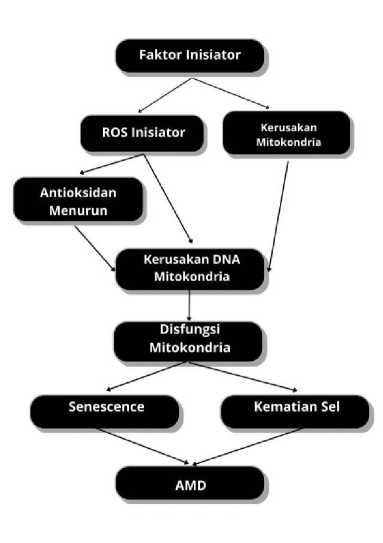 Faktor Inisiator
ROS Inisiator
Kerusakan
Mitokondria
Antioksidan
Menurun
Kerusakan DNA
Mitokondria
Disfungsi
Mitokondria
Senescence
Kematian Sel
AMD